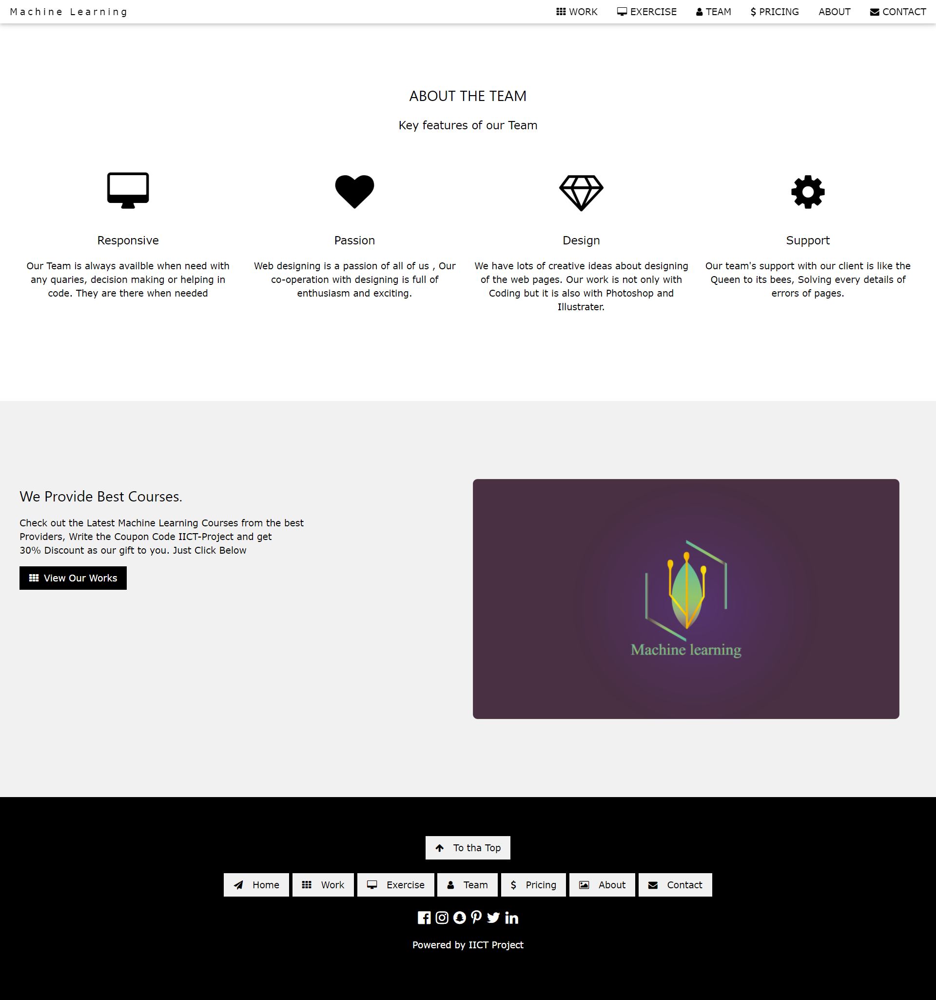 Machine Learning
WORK EXERCISE TEAM $ PRICING ABOUT CONTACT
ABOUT THE TEAM
Key features of our Team
Responsive
Our Team is always availble when need with
any quaries, decision making or helping in
code. They are there when needed
Passion
Web designing is a passion of all of us , Our
co-operation with designing is full of
enthusiasm and exciting.
Design
We have lots of creative ideas about designing
of the web pages. Our work is not only with
Coding but it is also with Photoshop and
Illustrater.
Support
Our team's support with our client is like the
Queen to its bees, Solving every details of
errors of pages.
We Provide Best Courses.
Check out the Latest Machine Learning Courses from the best
Providers, Write the Coupon Code IICT-Project and get
30% Discount as our gift to you. Just Click Below
View Our Works
Machine learning
To tha Top
Home Work Exercise Team $ Pricing About Contact
Powered by IICT Project